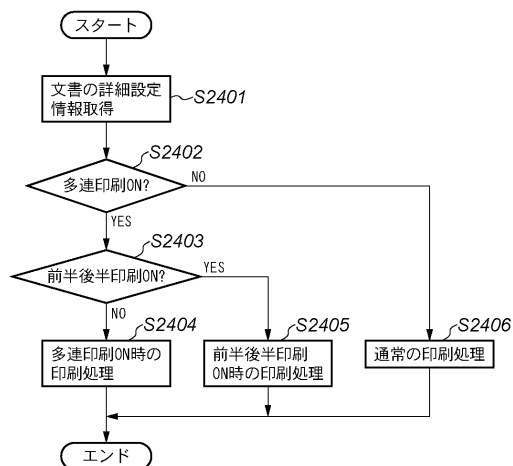 スタート
文書の詳細設定
情報取得
S2401
S2402
多連印刷ON?
NO
YES
S2403
前半後半印刷ON?
YES
NO
S2404
S2405
S2406
多連印刷ON時の
印刷処理
前半後半印刷
ON時の印刷処理
通常の印刷処理
エンド